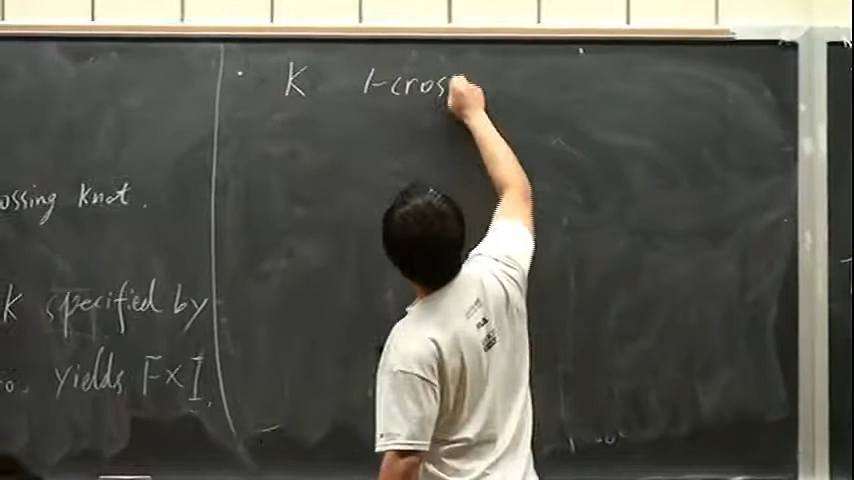 ossing knot.
K specified by
o. yields F×I.
K 1-cros